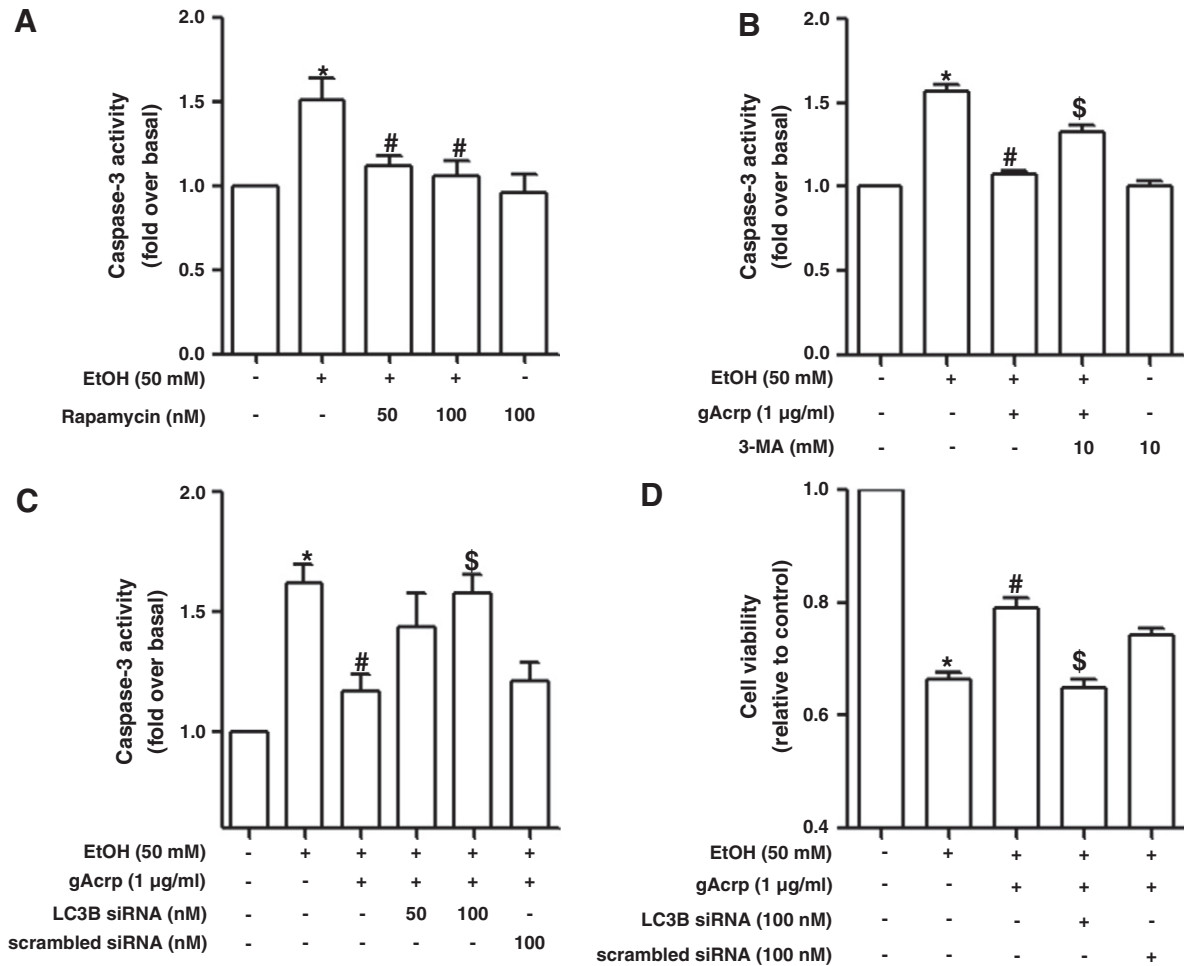 A
Caspase-3 activity
(fold over basal)
2.0
1.5
1.0
0.5
0.0
*
#
#
EtOH (50 mM) - + + + -
Rapamycin (nM) - - 50 100 100
B
Caspase-3 activity
(fold over basal)
2.0
1.5
1.0
0.5
0.0
*
#
$
EtOH (50 mM) - + + + -
gAcrp (1 µg/ml) - - + + -
3-MA (mM) - - - 10 10
C
Caspase-3 activity
(fold over basal)
2.0
1.5
1.0
*
#
$
EtOH (50 mM) - + + + + +
gAcrp (1 µg/ml) - - + + + +
LC3B siRNA (nM) - - - 50 100 -
scrambled siRNA (nM) - - - - - 100
D
Cell viability
(relative to control)
1.0
0.8
0.6
0.4
*
#
$
EtOH (50 mM) - + + + +
gAcrp (1 µg/ml) - - + + +
LC3B siRNA (100 nM) - - - + -
scrambled siRNA (100 nM) - - - - +